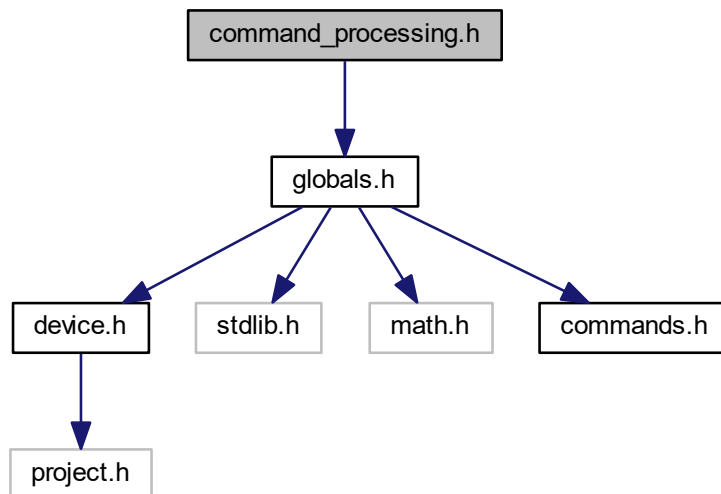 command_processing.h
globals.h
device.h
stdlib.h
math.h
commands.h
project.h